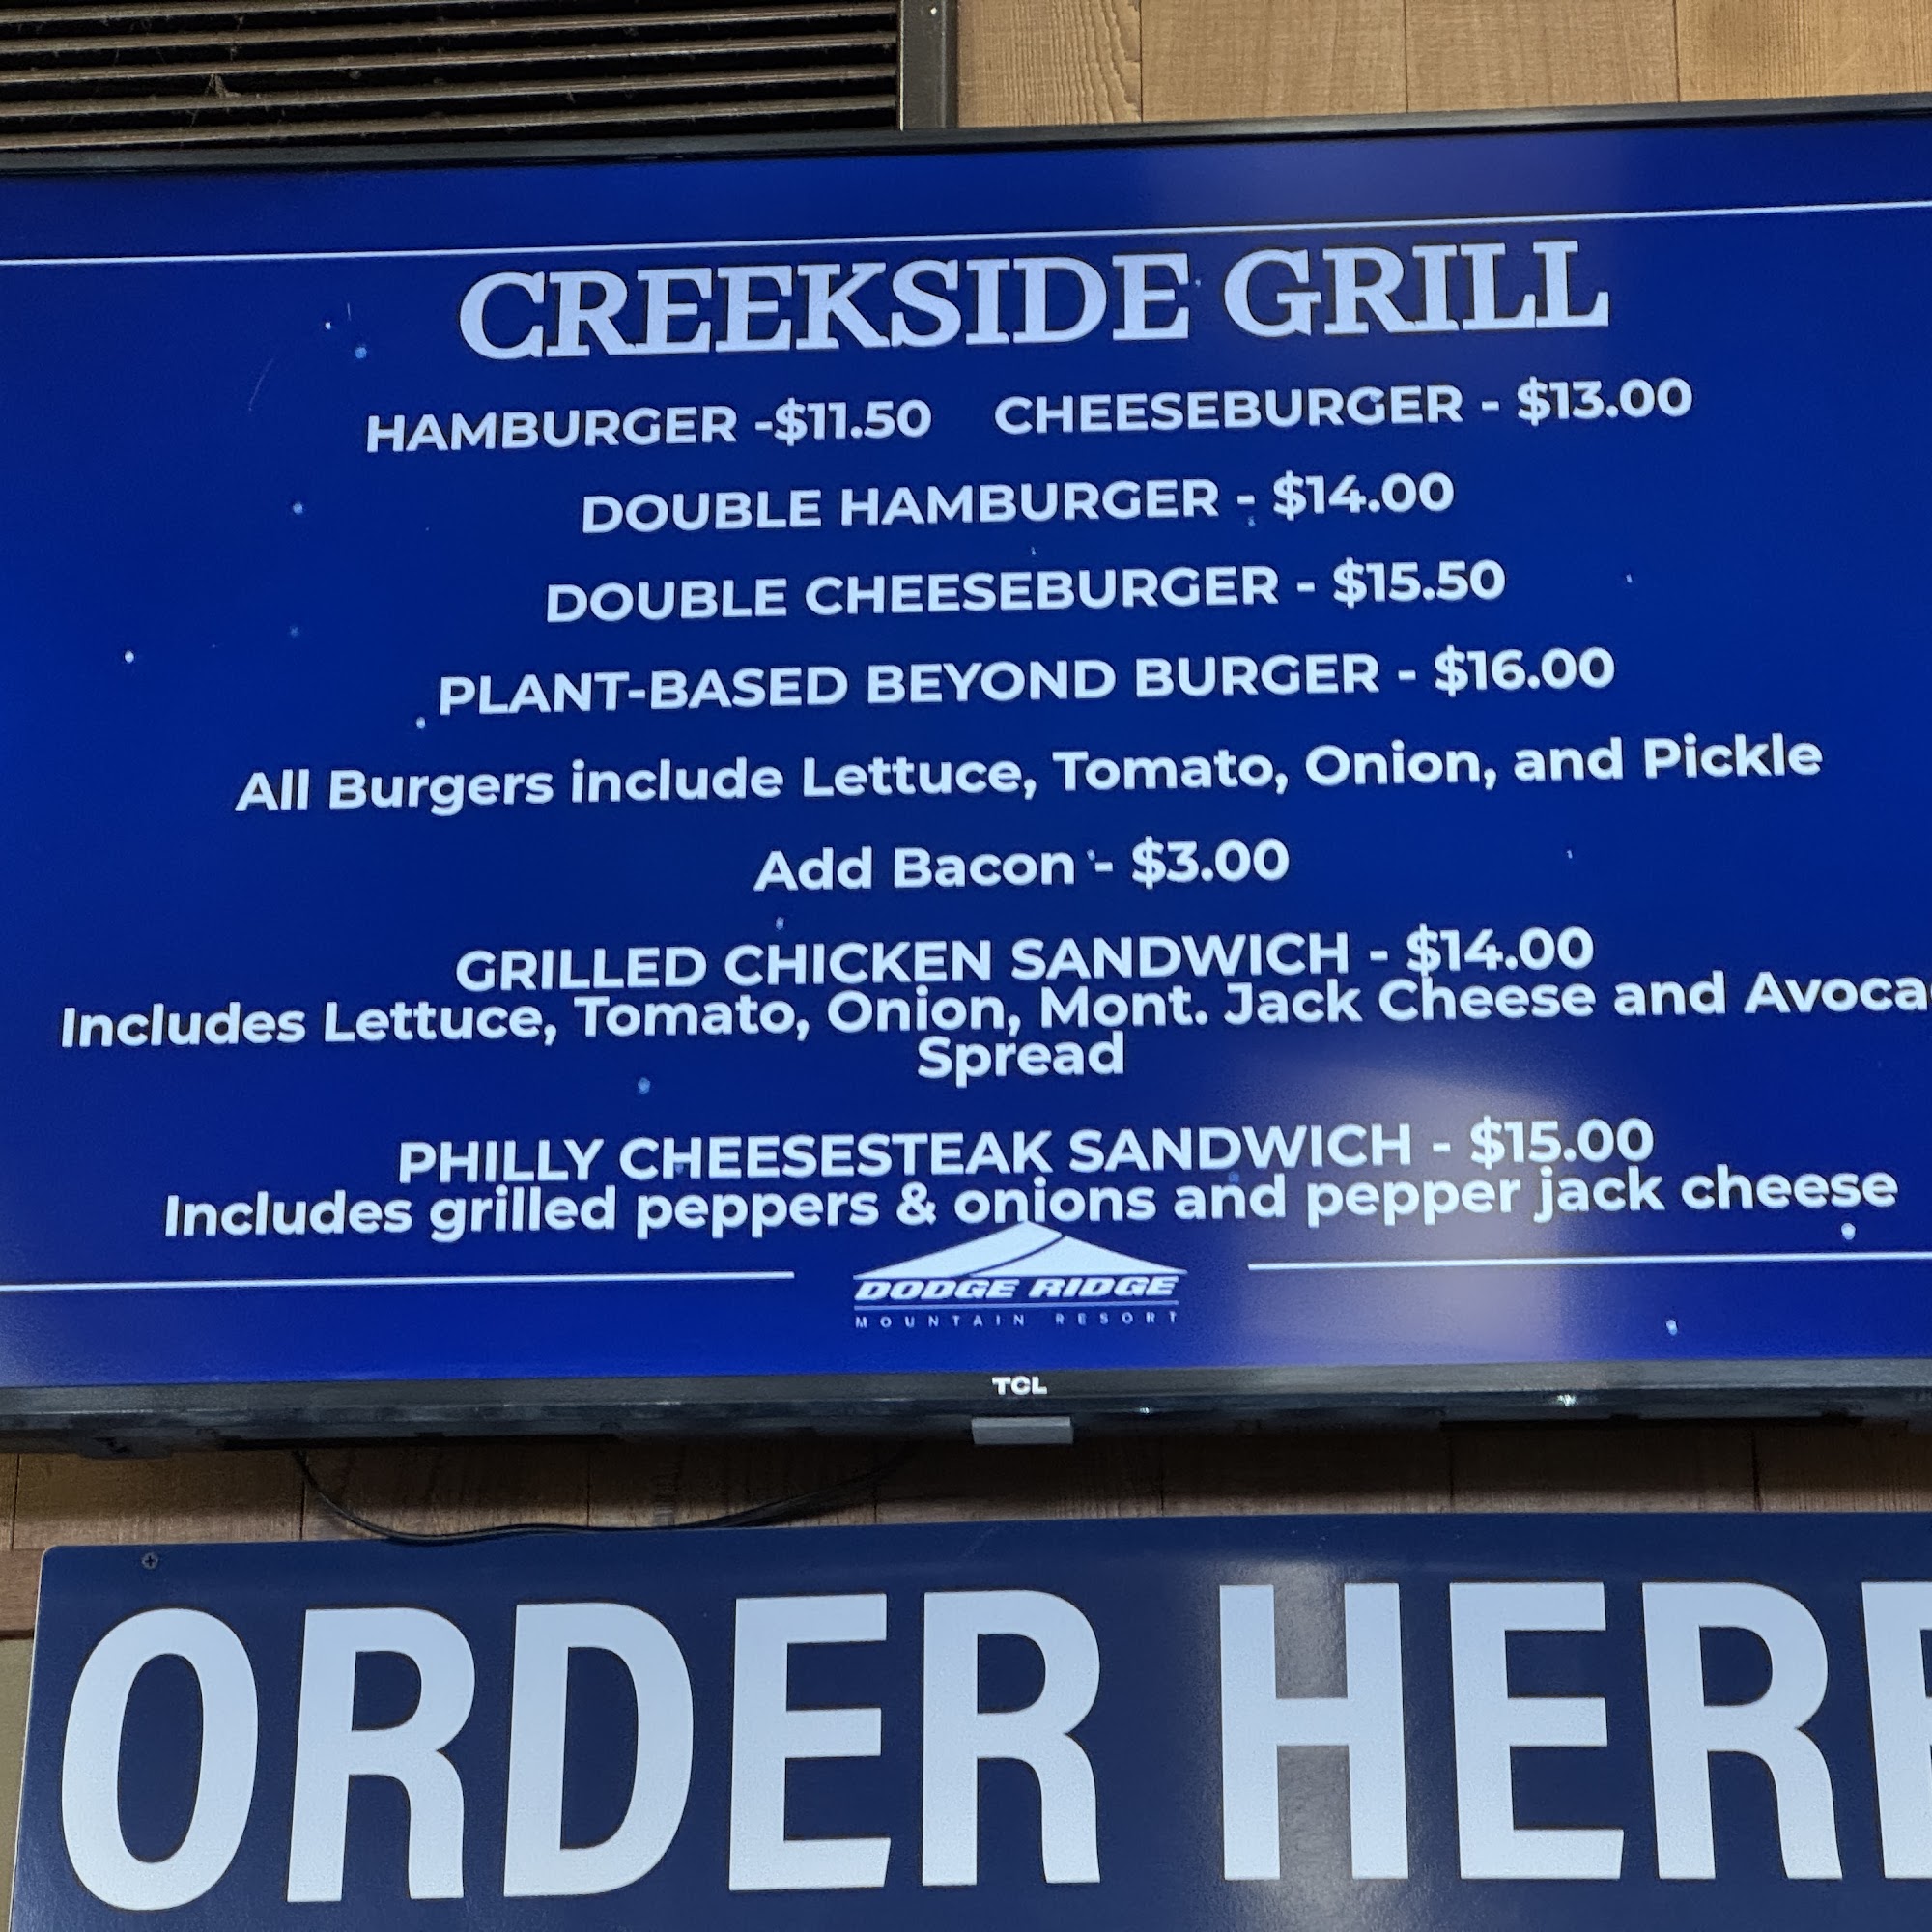 CREEKSIDE GRILL
HAMBURGER -$11.50 CHEESEBURGER - $13.00
DOUBLE HAMBURGER - $14.00
DOUBLE CHEESEBURGER - $15.50
PLANT-BASED BEYOND BURGER - $16.00
All Burgers include Lettuce, Tomato, Onion, and Pickle
Add Bacon - $3.00
GRILLED CHICKEN SANDWICH - $14.00
Includes Lettuce, Tomato, Onion, Mont. Jack Cheese and
Spread
PHILLY CHEESESTEAK SANDWICH - $15.00
Includes grilled peppers & onions and pepper jack cheese
DODGE RIDGE
MOUNTAIN RESORT
TCL
ORDER HERE